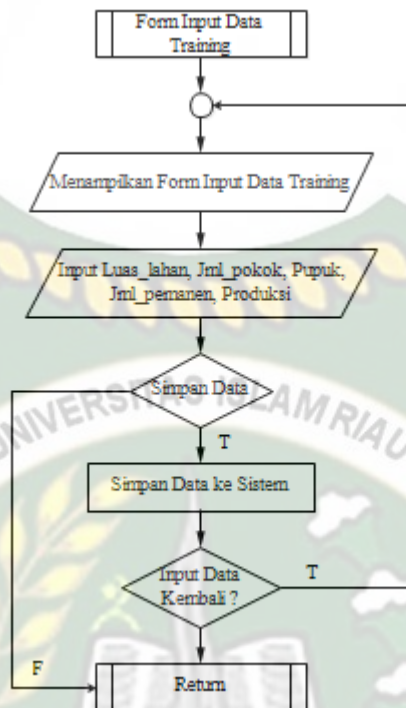 Form Input Data
Training
Menampilkan Form Input Data Training
Input Luas_lahan, Jml_pokok, Pupuk,
Jml_pemanen, Produksi
Simpan Data
UNIVERSITAS ISLAM RIAU
T
Simpan Data ke Sistem
Input Data
Kembali ?
T
F
Return